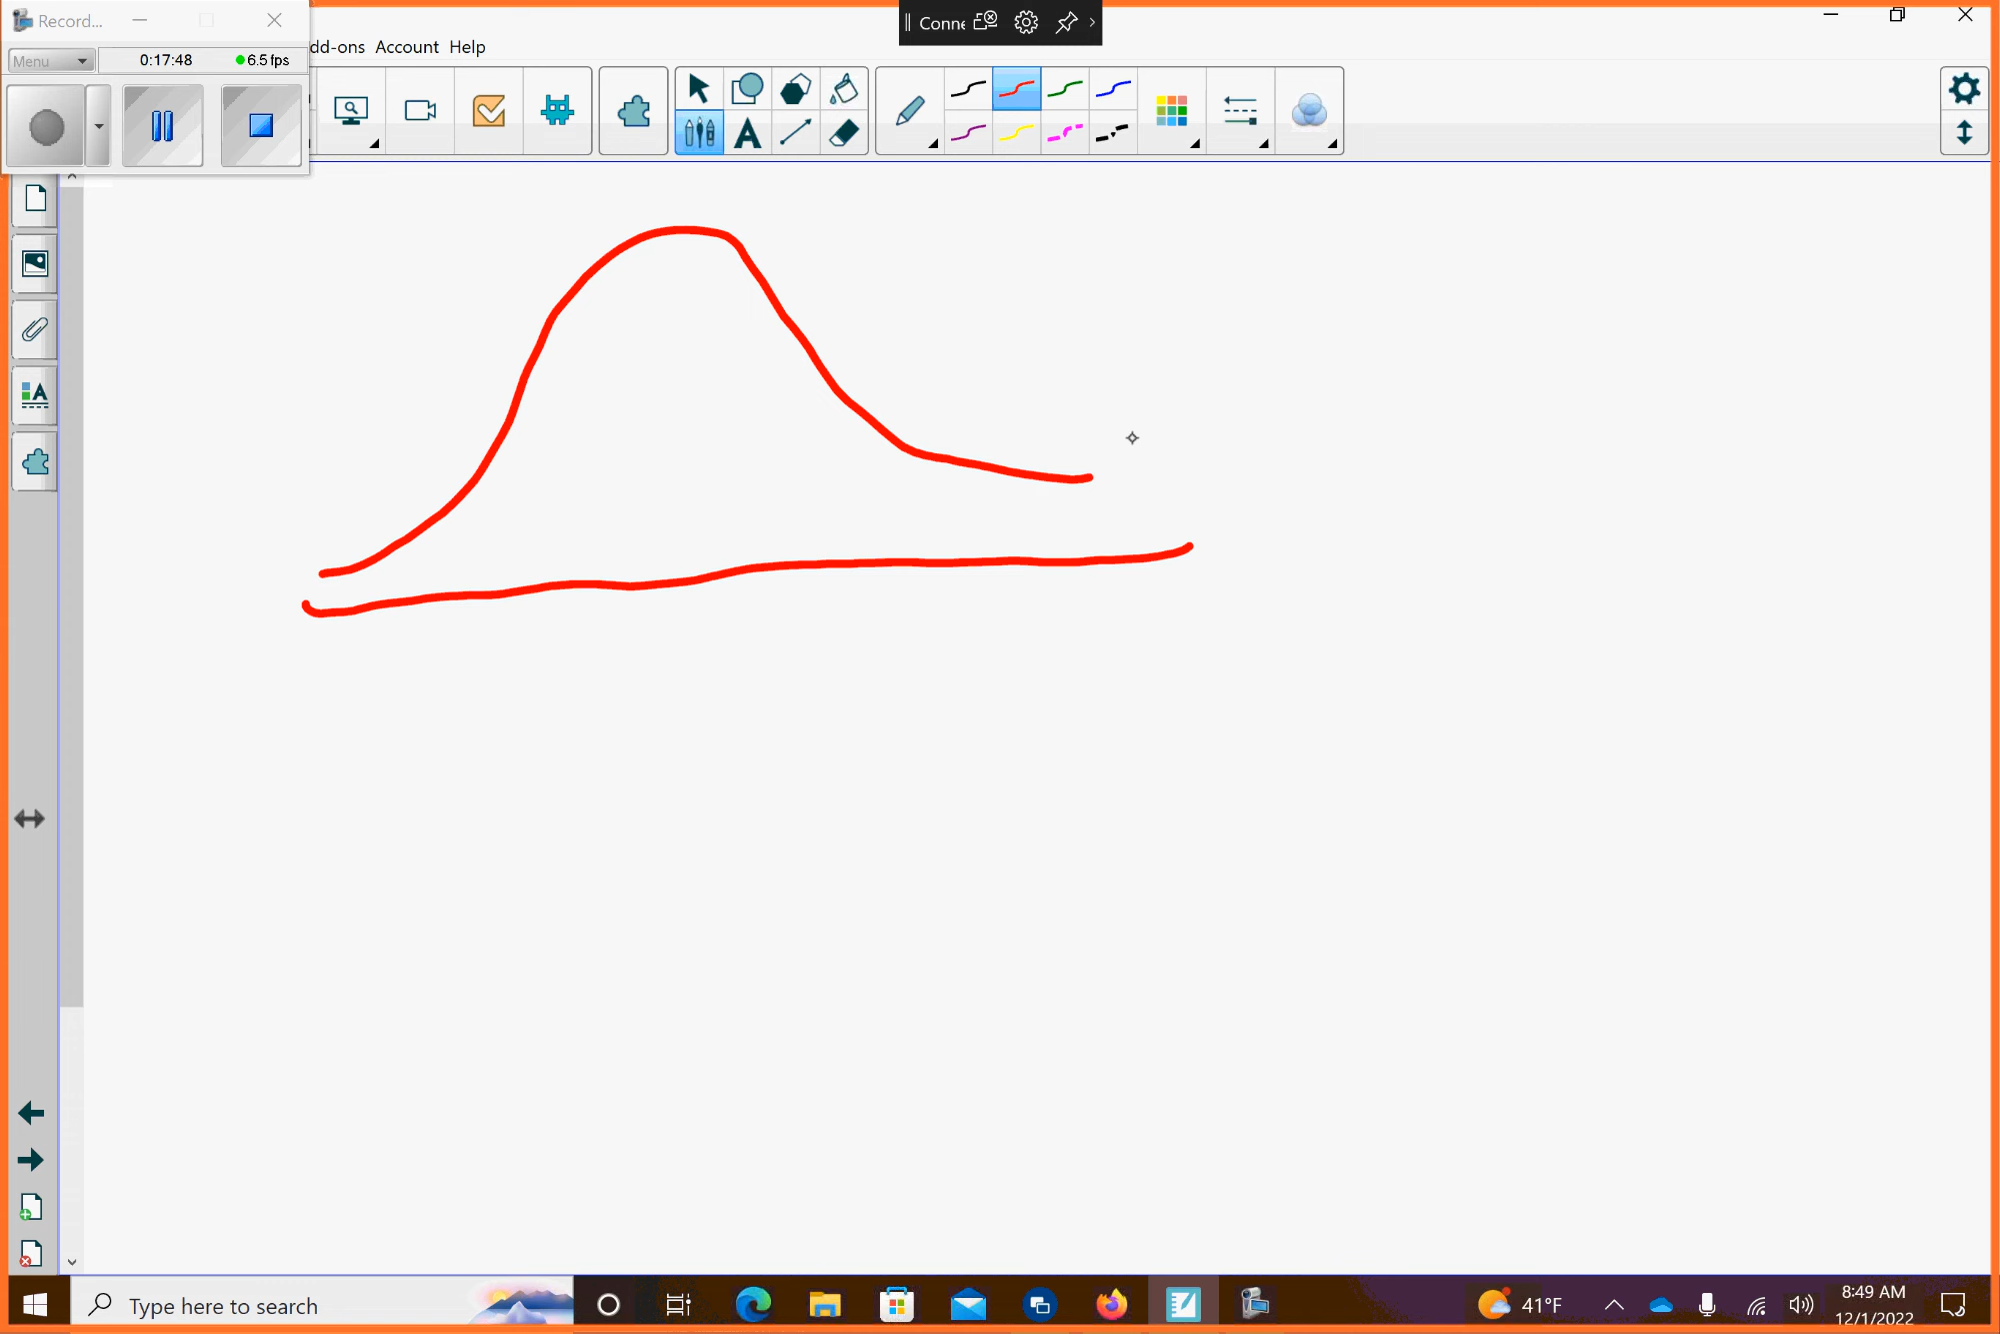 Record...
Menu
0:17:48
6.5 fps
dd-ons Account Help
Conne
A
A
Type here to search
41°F
8:49 AM
12/1/2022